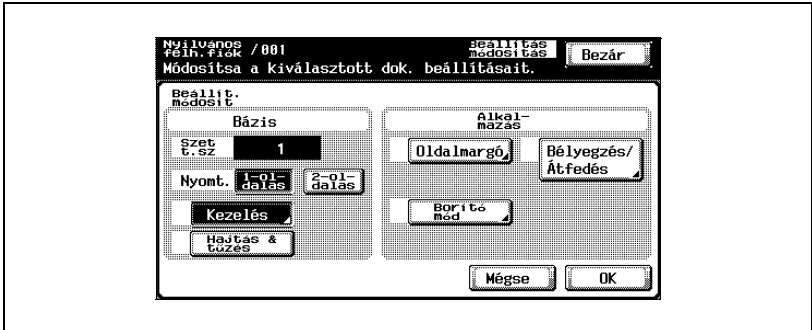 Nyilvános félh.fiók /001
Beállítás módosítás
Bezár
Módosítsa a kiválasztott dok. beállításait.
Beállít. módosít
Bázis
Szet t.sz
1
Nyomt.
1-ol-
dalas
2-ol-
dalas
Kezelés
Hajtás &
tűzés
Alkal-
mazás
Oldalmargó
Bélyegzés/
Átfedés
Borító
mód
Mégse
OK